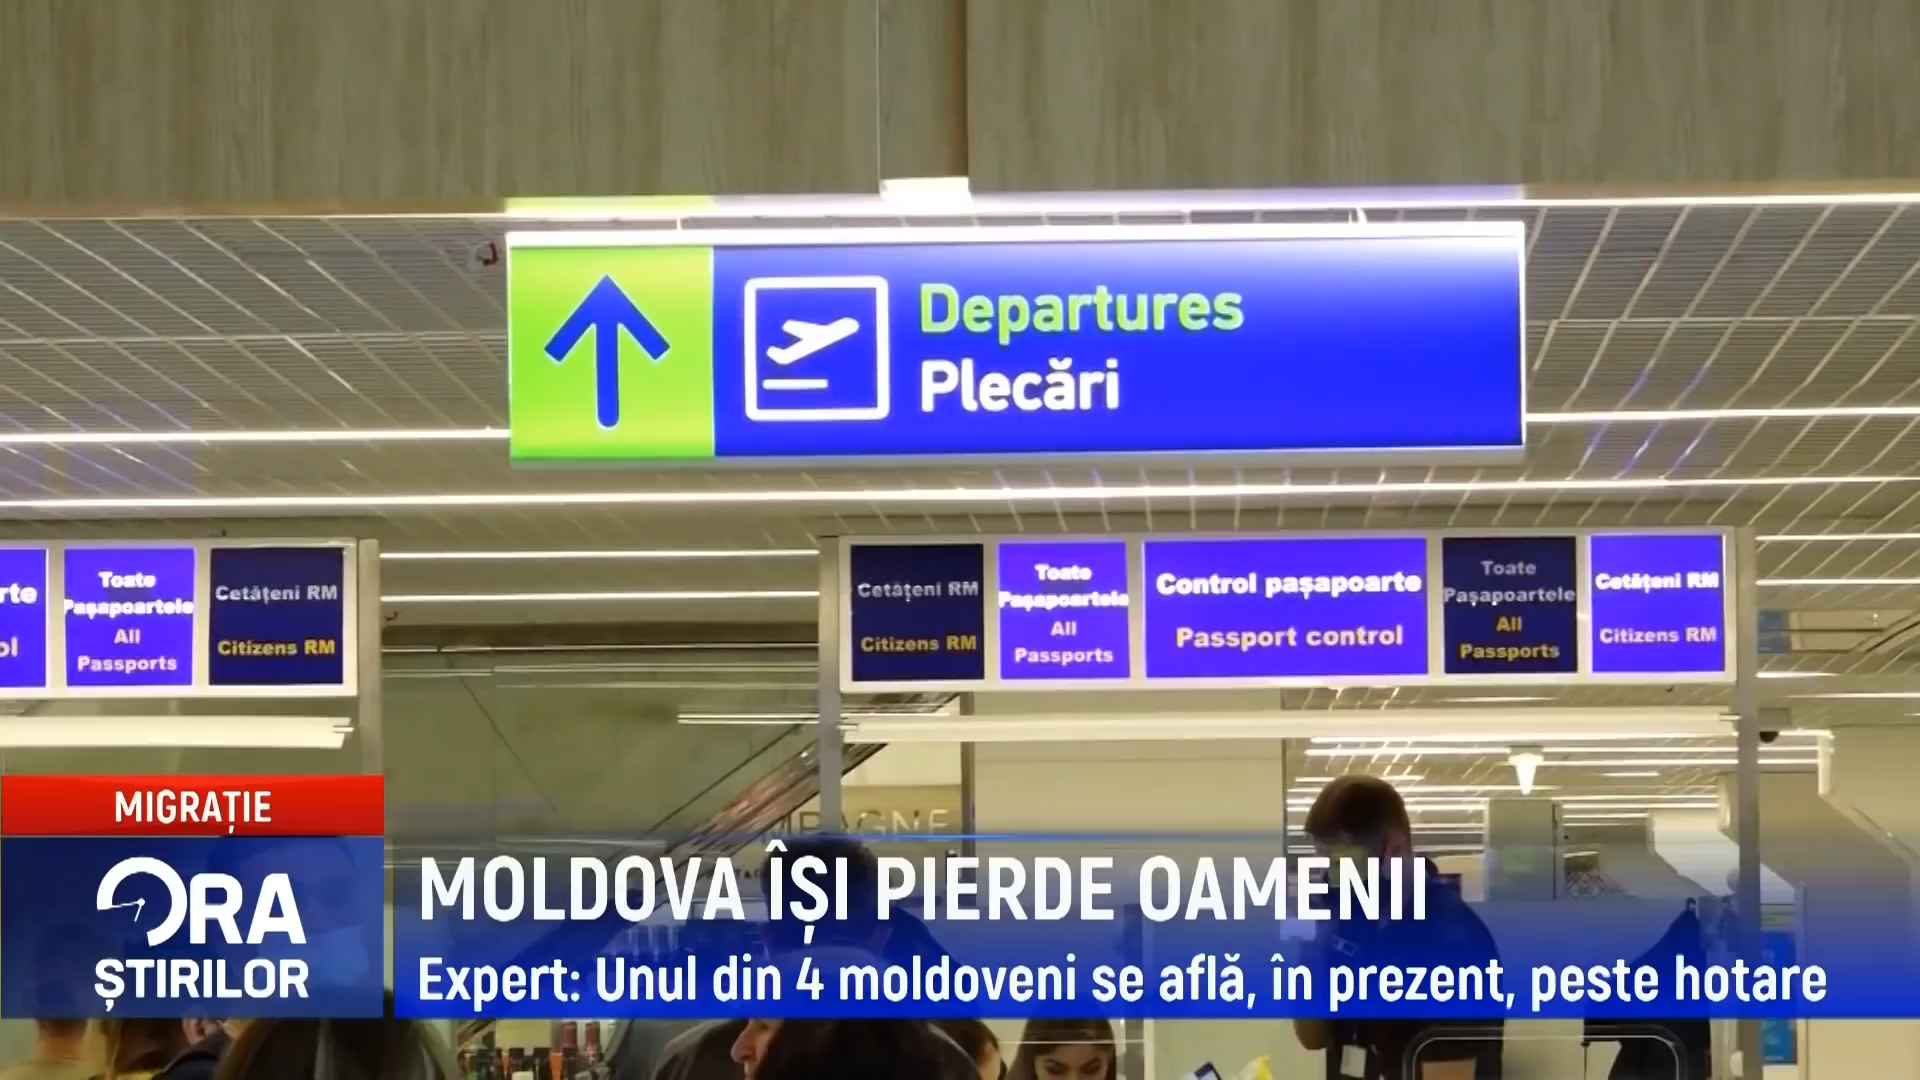 Departures
Plecări
Toate
Pașapoartele
All
Passports
Cetățeni RM
Citizens RM
Cetățeni RM
Citizens RM
Toate
Pașapoartele
All
Passports
Control pașapoarte
Passport control
Toate
Pașapoartele
All
Passports
Cetățeni RM
Citizens RM
MIGRAȚIE
ORA
ȘTIRILOR
MOLDOVA ÎȘI PIERDE OAMENII
Expert: Unul din 4 moldoveni se află, în prezent, peste hotare